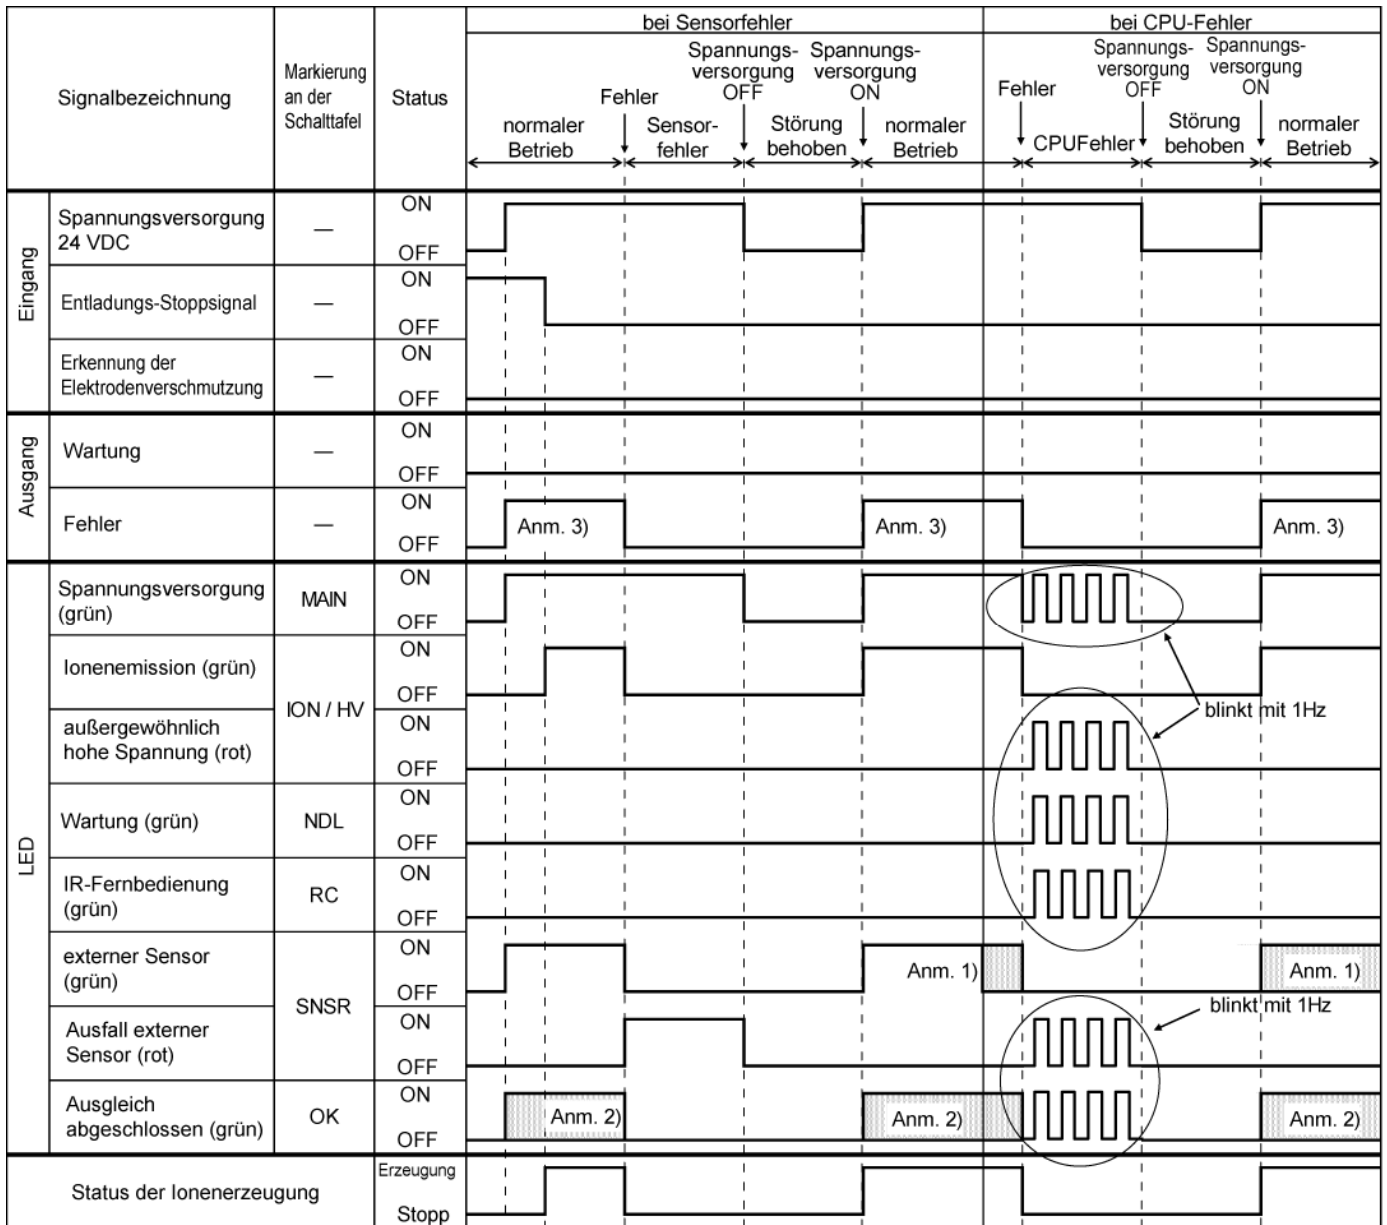 bei Sensorfehler
bei CPU-Fehler
Signalbezeichnung
Markierung
an der
Schalttafel
Status
normaler
Betrieb
Fehler
Sensor-
fehler
Spannungs-
versorgung
OFF
Störung
behoben
Spannungs-
versorgung
ON
normaler
Betrieb
Fehler
CPUFehler
Spannungs-
versorgung
OFF
Störung
behoben
Spannungs-
versorgung
ON
normaler
Betrieb
Eingang
Spannungsversorgung
24 VDC
—
ON
OFF
Entladungs-Stoppsignal
—
ON
OFF
Erkennung der
Elektrodenverschmutzung
—
ON
OFF
Ausgang
Wartung
—
ON
OFF
Fehler
—
ON
OFF
Anm. 3)
Anm. 3)
Anm. 3)
LED
Spannungsversorgung
(grün)
MAIN
ON
OFF
Ionenemission (grün)
ION / HV
ON
OFF
blinkt mit 1Hz
außergewöhnlich
hohe Spannung (rot)
ON
OFF
Wartung (grün)
NDL
ON
OFF
IR-Fernbedienung
(grün)
RC
ON
OFF
externer Sensor
(grün)
SNSR
ON
OFF
Anm. 1)
Anm. 1)
blinkt mit 1Hz
Ausfall externer
Sensor (rot)
ON
OFF
Ausgleich
abgeschlossen (grün)
OK
ON
OFF
Anm. 2)
Anm. 2)
Anm. 2)
Status der Ionenerzeugung
Erzeugung
Stopp